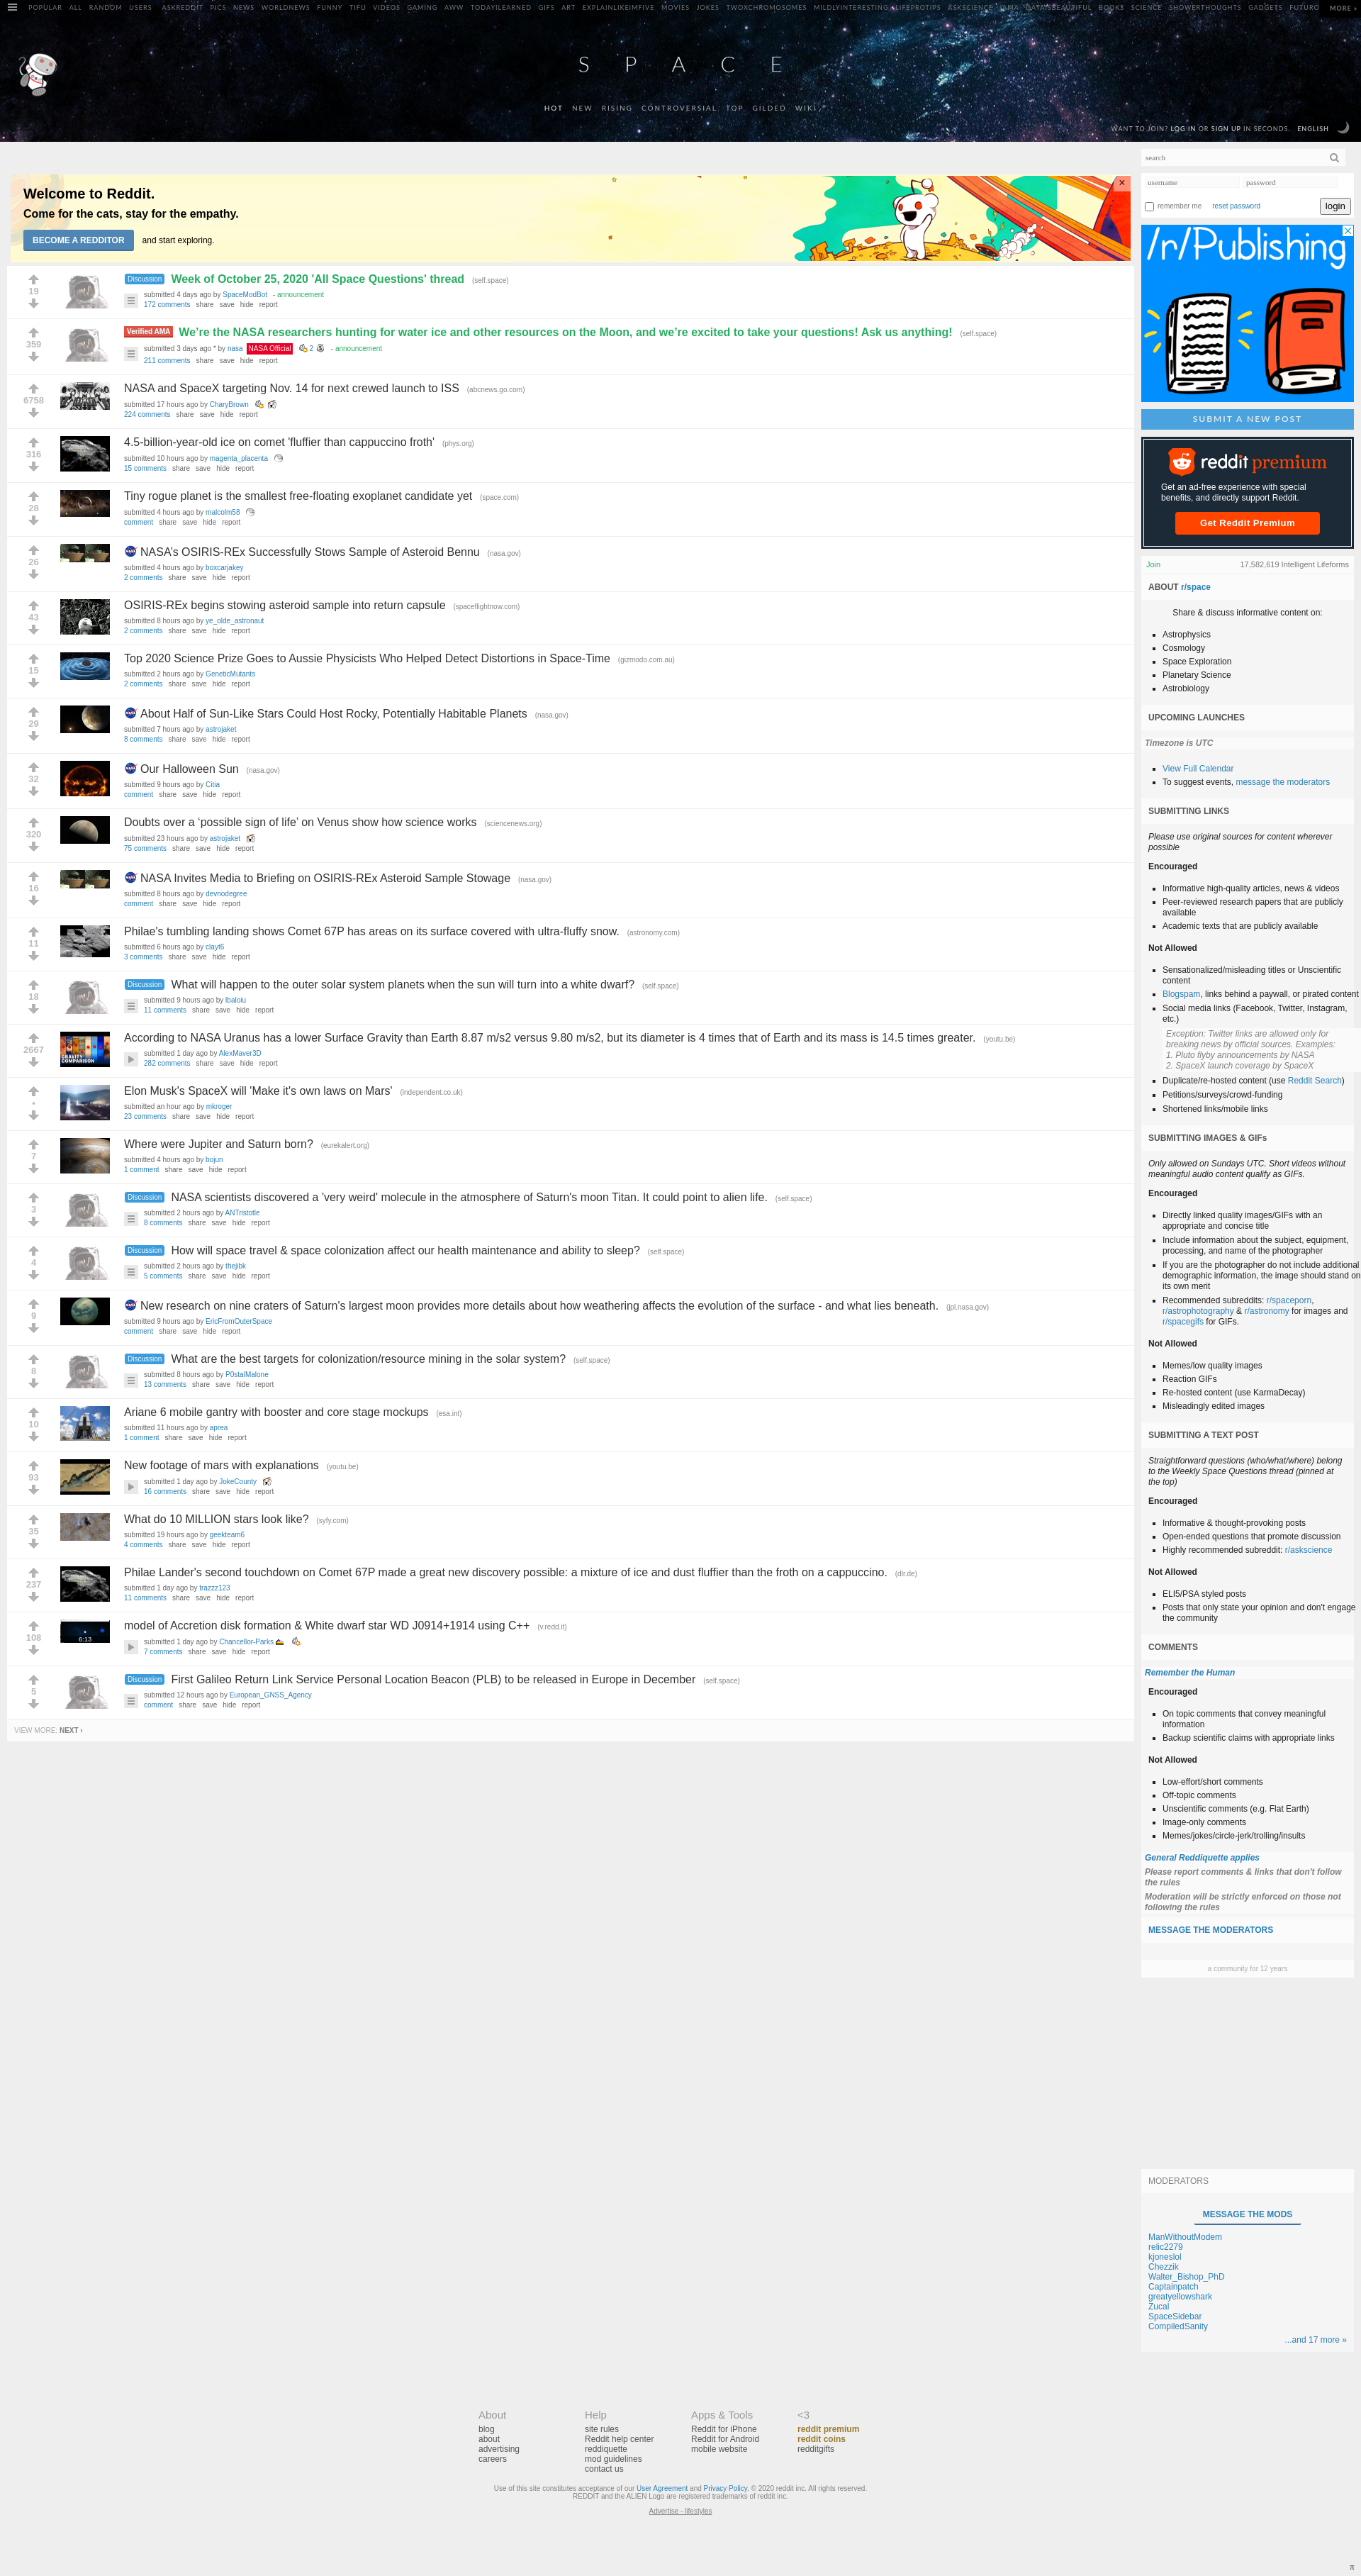 POPULAR ALL RANDOM USERS ASKREDDIT PICS NEWS WORLDNEWS FUNNY TIFU VIDEOS GAMING AWW TODAYILEARNED GIFS ART EXPLAINLIKEIMFIVE MOVIES JOKES TWOXCHROMOSOMES MILDLYINTERESTING LIFEPROTIPS ASKSCIENCE IAMA DATAISBEAUTIFUL BOOKS SCIENCE SHOWERTHOUGHTS GADGETS FUTURO MORE »
SPACE
HOT NEW RISING CONTROVERSIAL TOP GILDED WIKI
WANT TO JOIN? LOG IN OR SIGN UP IN SECONDS. ENGLISH
Welcome to Reddit.
Come for the cats, stay for the empathy.
BECOME A REDDITOR and start exploring.
19
Discussion Week of October 25, 2020 'All Space Questions' thread (self.space)
submitted 4 days ago by SpaceModBot - announcement
172 comments share save hide report
359
Verified AMA We’re the NASA researchers hunting for water ice and other resources on the Moon, and we’re excited to take your questions! Ask us anything! (self.space)
submitted 3 days ago * by nasa NASA Official 2 - announcement
211 comments share save hide report
6758
NASA and SpaceX targeting Nov. 14 for next crewed launch to ISS (abcnews.go.com)
submitted 17 hours ago by CharyBrown
224 comments share save hide report
316
4.5-billion-year-old ice on comet 'fluffier than cappuccino froth' (phys.org)
submitted 10 hours ago by magenta_placenta
15 comments share save hide report
28
Tiny rogue planet is the smallest free-floating exoplanet candidate yet (space.com)
submitted 4 hours ago by malcolm58
comment share save hide report
26
NASA’s OSIRIS-REx Successfully Stows Sample of Asteroid Bennu (nasa.gov)
submitted 4 hours ago by boxcarjakey
2 comments share save hide report
43
OSIRIS-REx begins stowing asteroid sample into return capsule (spaceflightnow.com)
submitted 8 hours ago by ye_olde_astronaut
2 comments share save hide report
15
Top 2020 Science Prize Goes to Aussie Physicists Who Helped Detect Distortions in Space-Time (gizmodo.com.au)
submitted 2 hours ago by GeneticMutants
2 comments share save hide report
29
About Half of Sun-Like Stars Could Host Rocky, Potentially Habitable Planets (nasa.gov)
submitted 7 hours ago by astrojaket
8 comments share save hide report
32
Our Halloween Sun (nasa.gov)
submitted 9 hours ago by Citia
comment share save hide report
320
Doubts over a ‘possible sign of life’ on Venus show how science works (sciencenews.org)
submitted 23 hours ago by astrojaket
75 comments share save hide report
16
NASA Invites Media to Briefing on OSIRIS-REx Asteroid Sample Stowage (nasa.gov)
submitted 8 hours ago by devnodegree
comment share save hide report
11
Philae's tumbling landing shows Comet 67P has areas on its surface covered with ultra-fluffy snow. (astronomy.com)
submitted 6 hours ago by clayt6
3 comments share save hide report
18
Discussion What will happen to the outer solar system planets when the sun will turn into a white dwarf? (self.space)
submitted 9 hours ago by lbaloiu
11 comments share save hide report
2667
GRAVITY COMPARISON
According to NASA Uranus has a lower Surface Gravity than Earth 8.87 m/s2 versus 9.80 m/s2, but its diameter is 4 times that of Earth and its mass is 14.5 times greater. (youtu.be)
submitted 1 day ago by AlexMaver3D
282 comments share save hide report
•
Elon Musk's SpaceX will 'Make it's own laws on Mars' (independent.co.uk)
submitted an hour ago by mkroger
23 comments share save hide report
7
Where were Jupiter and Saturn born? (eurekalert.org)
submitted 4 hours ago by bojun
1 comment share save hide report
3
Discussion NASA scientists discovered a 'very weird' molecule in the atmosphere of Saturn's moon Titan. It could point to alien life. (self.space)
submitted 2 hours ago by ANTristotle
8 comments share save hide report
4
Discussion How will space travel & space colonization affect our health maintenance and ability to sleep? (self.space)
submitted 2 hours ago by thejibk
5 comments share save hide report
9
New research on nine craters of Saturn's largest moon provides more details about how weathering affects the evolution of the surface - and what lies beneath. (jpl.nasa.gov)
submitted 9 hours ago by EricFromOuterSpace
comment share save hide report
8
Discussion What are the best targets for colonization/resource mining in the solar system? (self.space)
submitted 8 hours ago by P0stalMalone
13 comments share save hide report
10
Ariane 6 mobile gantry with booster and core stage mockups (esa.int)
submitted 11 hours ago by aprea
1 comment share save hide report
93
New footage of mars with explanations (youtu.be)
submitted 1 day ago by JokeCounty
16 comments share save hide report
35
What do 10 MILLION stars look like? (syfy.com)
submitted 19 hours ago by geekteam6
4 comments share save hide report
237
Philae Lander's second touchdown on Comet 67P made a great new discovery possible: a mixture of ice and dust fluffier than the froth on a cappuccino. (dlr.de)
submitted 1 day ago by trazzz123
11 comments share save hide report
108
6:13
model of Accretion disk formation & White dwarf star WD J0914+1914 using C++ (v.redd.it)
submitted 1 day ago by Chancellor-Parks
7 comments share save hide report
5
Discussion First Galileo Return Link Service Personal Location Beacon (PLB) to be released in Europe in December (self.space)
submitted 12 hours ago by European_GNSS_Agency
comment share save hide report
VIEW MORE: NEXT ›
search
username password
remember me reset password login
/r/Publishing
SUBMIT A NEW POST
reddit premium
Get an ad-free experience with special
benefits, and directly support Reddit.
Get Reddit Premium
Join 17,582,619 Intelligent Lifeforms
ABOUT r/space
Share & discuss informative content on:
Astrophysics
Cosmology
Space Exploration
Planetary Science
Astrobiology
UPCOMING LAUNCHES
Timezone is UTC
View Full Calendar
To suggest events, message the moderators
SUBMITTING LINKS
Please use original sources for content wherever
possible
Encouraged
Informative high-quality articles, news & videos
Peer-reviewed research papers that are publicly
available
Academic texts that are publicly available
Not Allowed
Sensationalized/misleading titles or Unscientific
content
Blogspam, links behind a paywall, or pirated content
Social media links (Facebook, Twitter, Instagram,
etc.)
Exception: Twitter links are allowed only for
breaking news by official sources. Examples:
1. Pluto flyby announcements by NASA
2. SpaceX launch coverage by SpaceX
Duplicate/re-hosted content (use Reddit Search)
Petitions/surveys/crowd-funding
Shortened links/mobile links
SUBMITTING IMAGES & GIFs
Only allowed on Sundays UTC. Short videos without
meaningful audio content qualify as GIFs.
Encouraged
Directly linked quality images/GIFs with an
appropriate and concise title
Include information about the subject, equipment,
processing, and name of the photographer
If you are the photographer do not include additional
demographic information, the image should stand on
its own merit
Recommended subreddits: r/spaceporn,
r/astrophotography & r/astronomy for images and
r/spacegifs for GIFs.
Not Allowed
Memes/low quality images
Reaction GIFs
Re-hosted content (use KarmaDecay)
Misleadingly edited images
SUBMITTING A TEXT POST
Straightforward questions (who/what/where) belong
to the Weekly Space Questions thread (pinned at
the top)
Encouraged
Informative & thought-provoking posts
Open-ended questions that promote discussion
Highly recommended subreddit: r/askscience
Not Allowed
ELI5/PSA styled posts
Posts that only state your opinion and don't engage
the community
COMMENTS
Remember the Human
Encouraged
On topic comments that convey meaningful
information
Backup scientific claims with appropriate links
Not Allowed
Low-effort/short comments
Off-topic comments
Unscientific comments (e.g. Flat Earth)
Image-only comments
Memes/jokes/circle-jerk/trolling/insults
General Reddiquette applies
Please report comments & links that don't follow
the rules
Moderation will be strictly enforced on those not
following the rules
MESSAGE THE MODERATORS
a community for 12 years
MODERATORS
MESSAGE THE MODS
ManWithoutModem
relic2279
kjoneslol
Chezzik
Walter_Bishop_PhD
Captainpatch
greatyellowshark
Zucal
SpaceSidebar
CompiledSanity
...and 17 more »
About
blog
about
advertising
careers
Help
site rules
Reddit help center
reddiquette
mod guidelines
contact us
Apps & Tools
Reddit for iPhone
Reddit for Android
mobile website
<3
reddit premium
reddit coins
redditgifts
Use of this site constitutes acceptance of our User Agreement and Privacy Policy. © 2020 reddit inc. All rights reserved.
REDDIT and the ALIEN Logo are registered trademarks of reddit inc.
Advertise - lifestyles
π